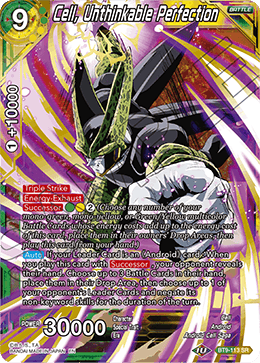 9
Cell, Unthinkable Perfection
BATTLE
1 +10000
Triple Strike
Energy-Exhaust
Successor 2 (Choose any number of your
mono-green, mono-yellow, or Green/Yellow multicolor
Battle Cards whose energy costs add up to the energy cost
of this card, place them in their owners' Drop Areas, then
play this card from your hand.)
Auto If your Leader Card is an (Android) card: When
you play this card with Successor, your opponent reveals
their hand. Choose up to 3 Battle Cards in their hand,
place them in their Drop Area, then choose up to 1 of
your opponent's Leader Cards, and negate its
non-keyword skills for the duration of the turn.
POWER 30000
Character
Cell
Special Trait
Android
Era
Android Cell Saga
BANDAI
BT9-113 SR